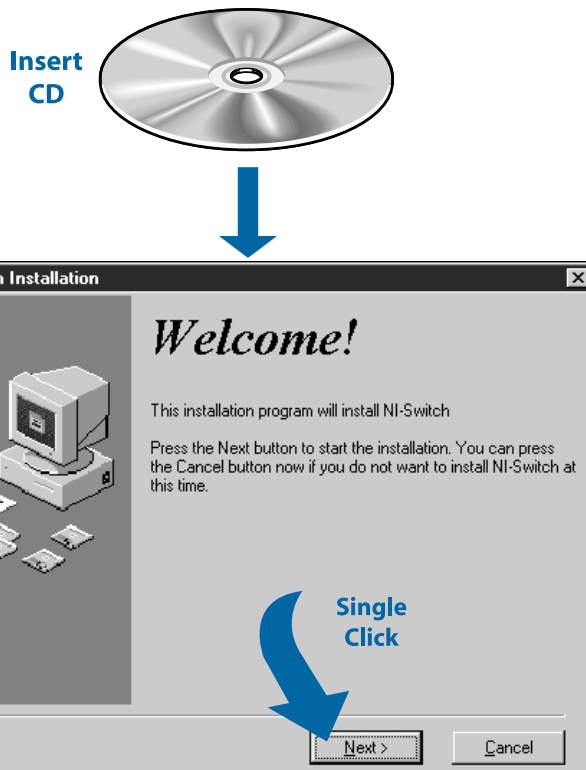 Insert
CD
Installation
Welcome!
This installation program will install NI-Switch
Press the Next button to start the installation. You can press
the Cancel button now if you do not want to install NI-Switch at
this time.
Single
Click
Next >
Cancel